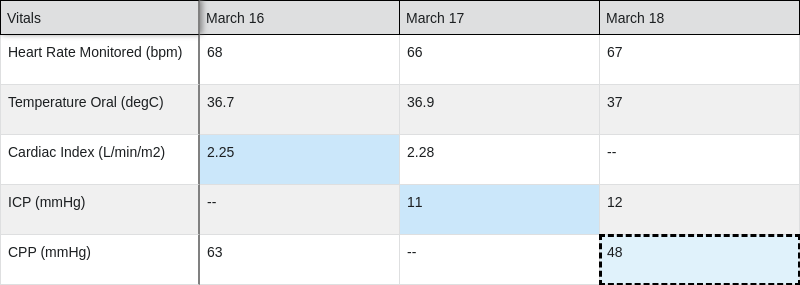 Vitals March 16 March 17 March 18
Heart Rate Monitored (bpm) 68 66 67
Temperature Oral (degC) 36.7 36.9 37
Cardiac Index (L/min/m2) 2.25 2.28 --
ICP (mmHg) -- 11 12
CPP (mmHg) 63 -- 48